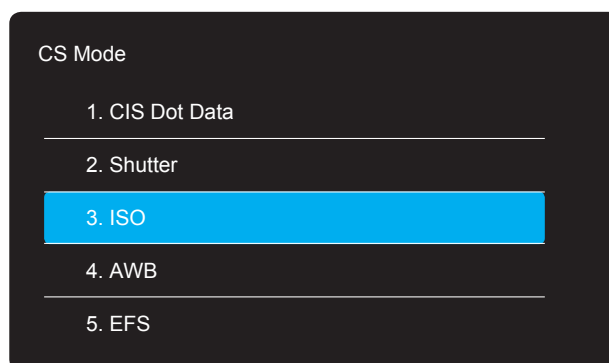 CS Mode
1. CIS Dot Data
2. Shutter
3. ISO
4. AWB
5. EFS